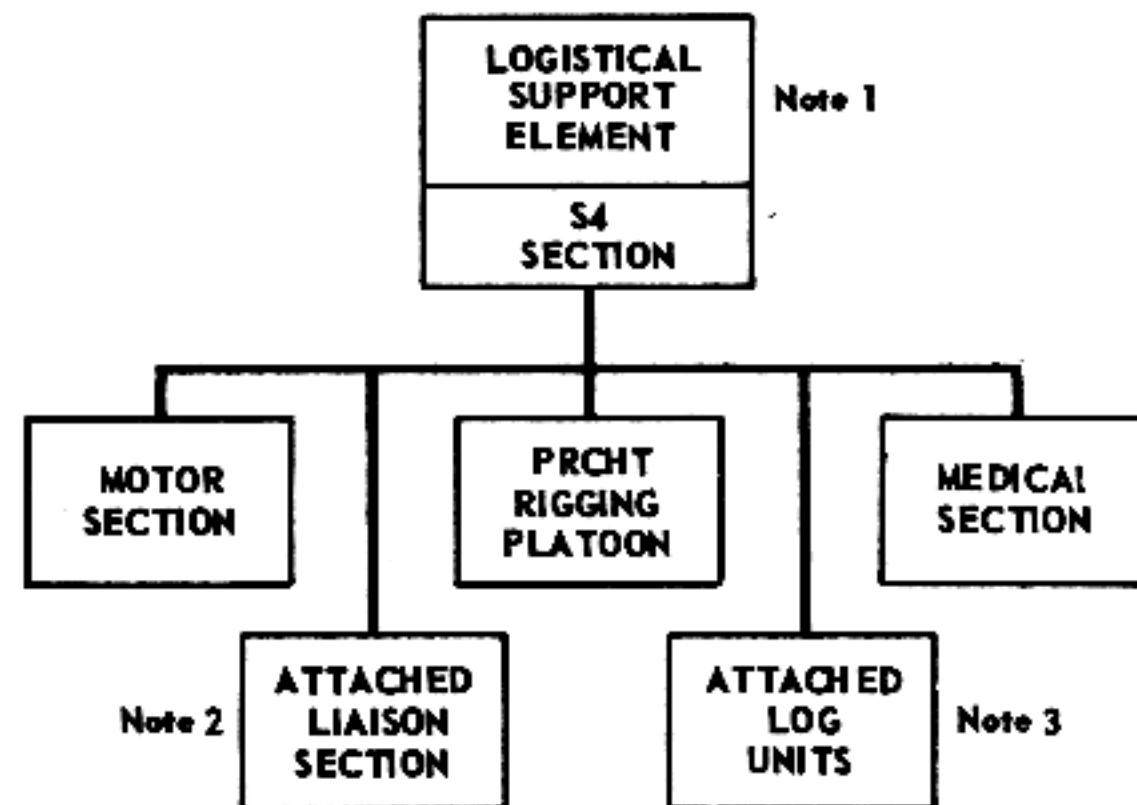 LOGISTICAL
SUPPORT
ELEMENT
Note 1
S4
SECTION
MOTOR
SECTION
PRCHT
RIGGING
PLATOON
MEDICAL
SECTION
Note 2
ATTACHED
LIAISON
SECTION
ATTACHED
LOG
UNITS
Note 3